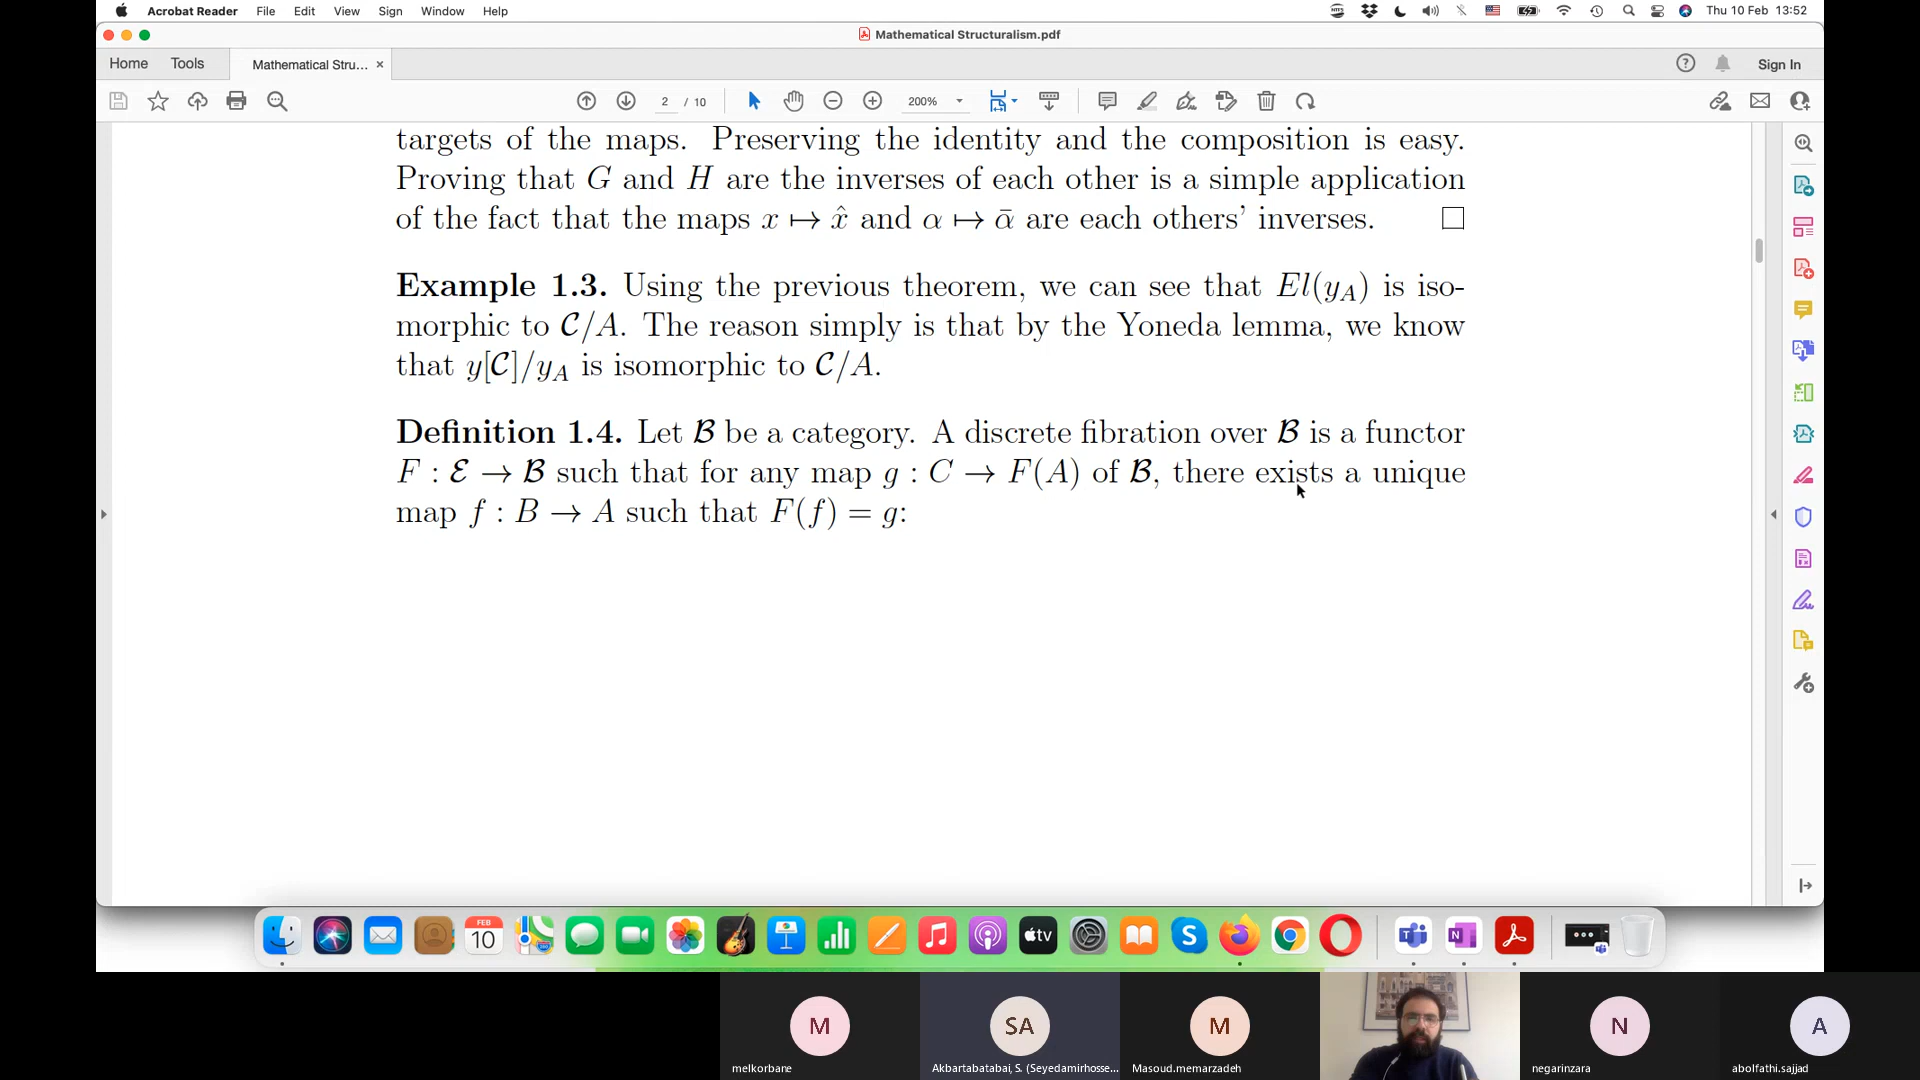 Acrobat Reader File Edit View Sign Window Help Thu 10 Feb 13:52
Mathematical Structuralism.pdf
Home Tools Mathematical Stru... × Sign In
2 / 10 200%
targets of the maps. Preserving the identity and the composition is easy.
Proving that G and H are the inverses of each other is a simple application
of the fact that the maps x ↦ x̂ and α ↦ ᾱ are each others' inverses. □
Example 1.3. Using the previous theorem, we can see that El(y_A) is iso-
morphic to 𝓒/A. The reason simply is that by the Yoneda lemma, we know
that y[𝓒]/y_A is isomorphic to 𝓒/A.
Definition 1.4. Let 𝓑 be a category. A discrete fibration over 𝓑 is a functor
F : 𝓔 → 𝓑 such that for any map g : C → F(A) of 𝓑, there exists a unique
map f : B → A such that F(f) = g:
FEB
10
tv
M SA M N A
melkorbane Akbartabatabai, S. (Seyedamirhosse... Masoud.memarzadeh negarinzara abolfathi.sajjad